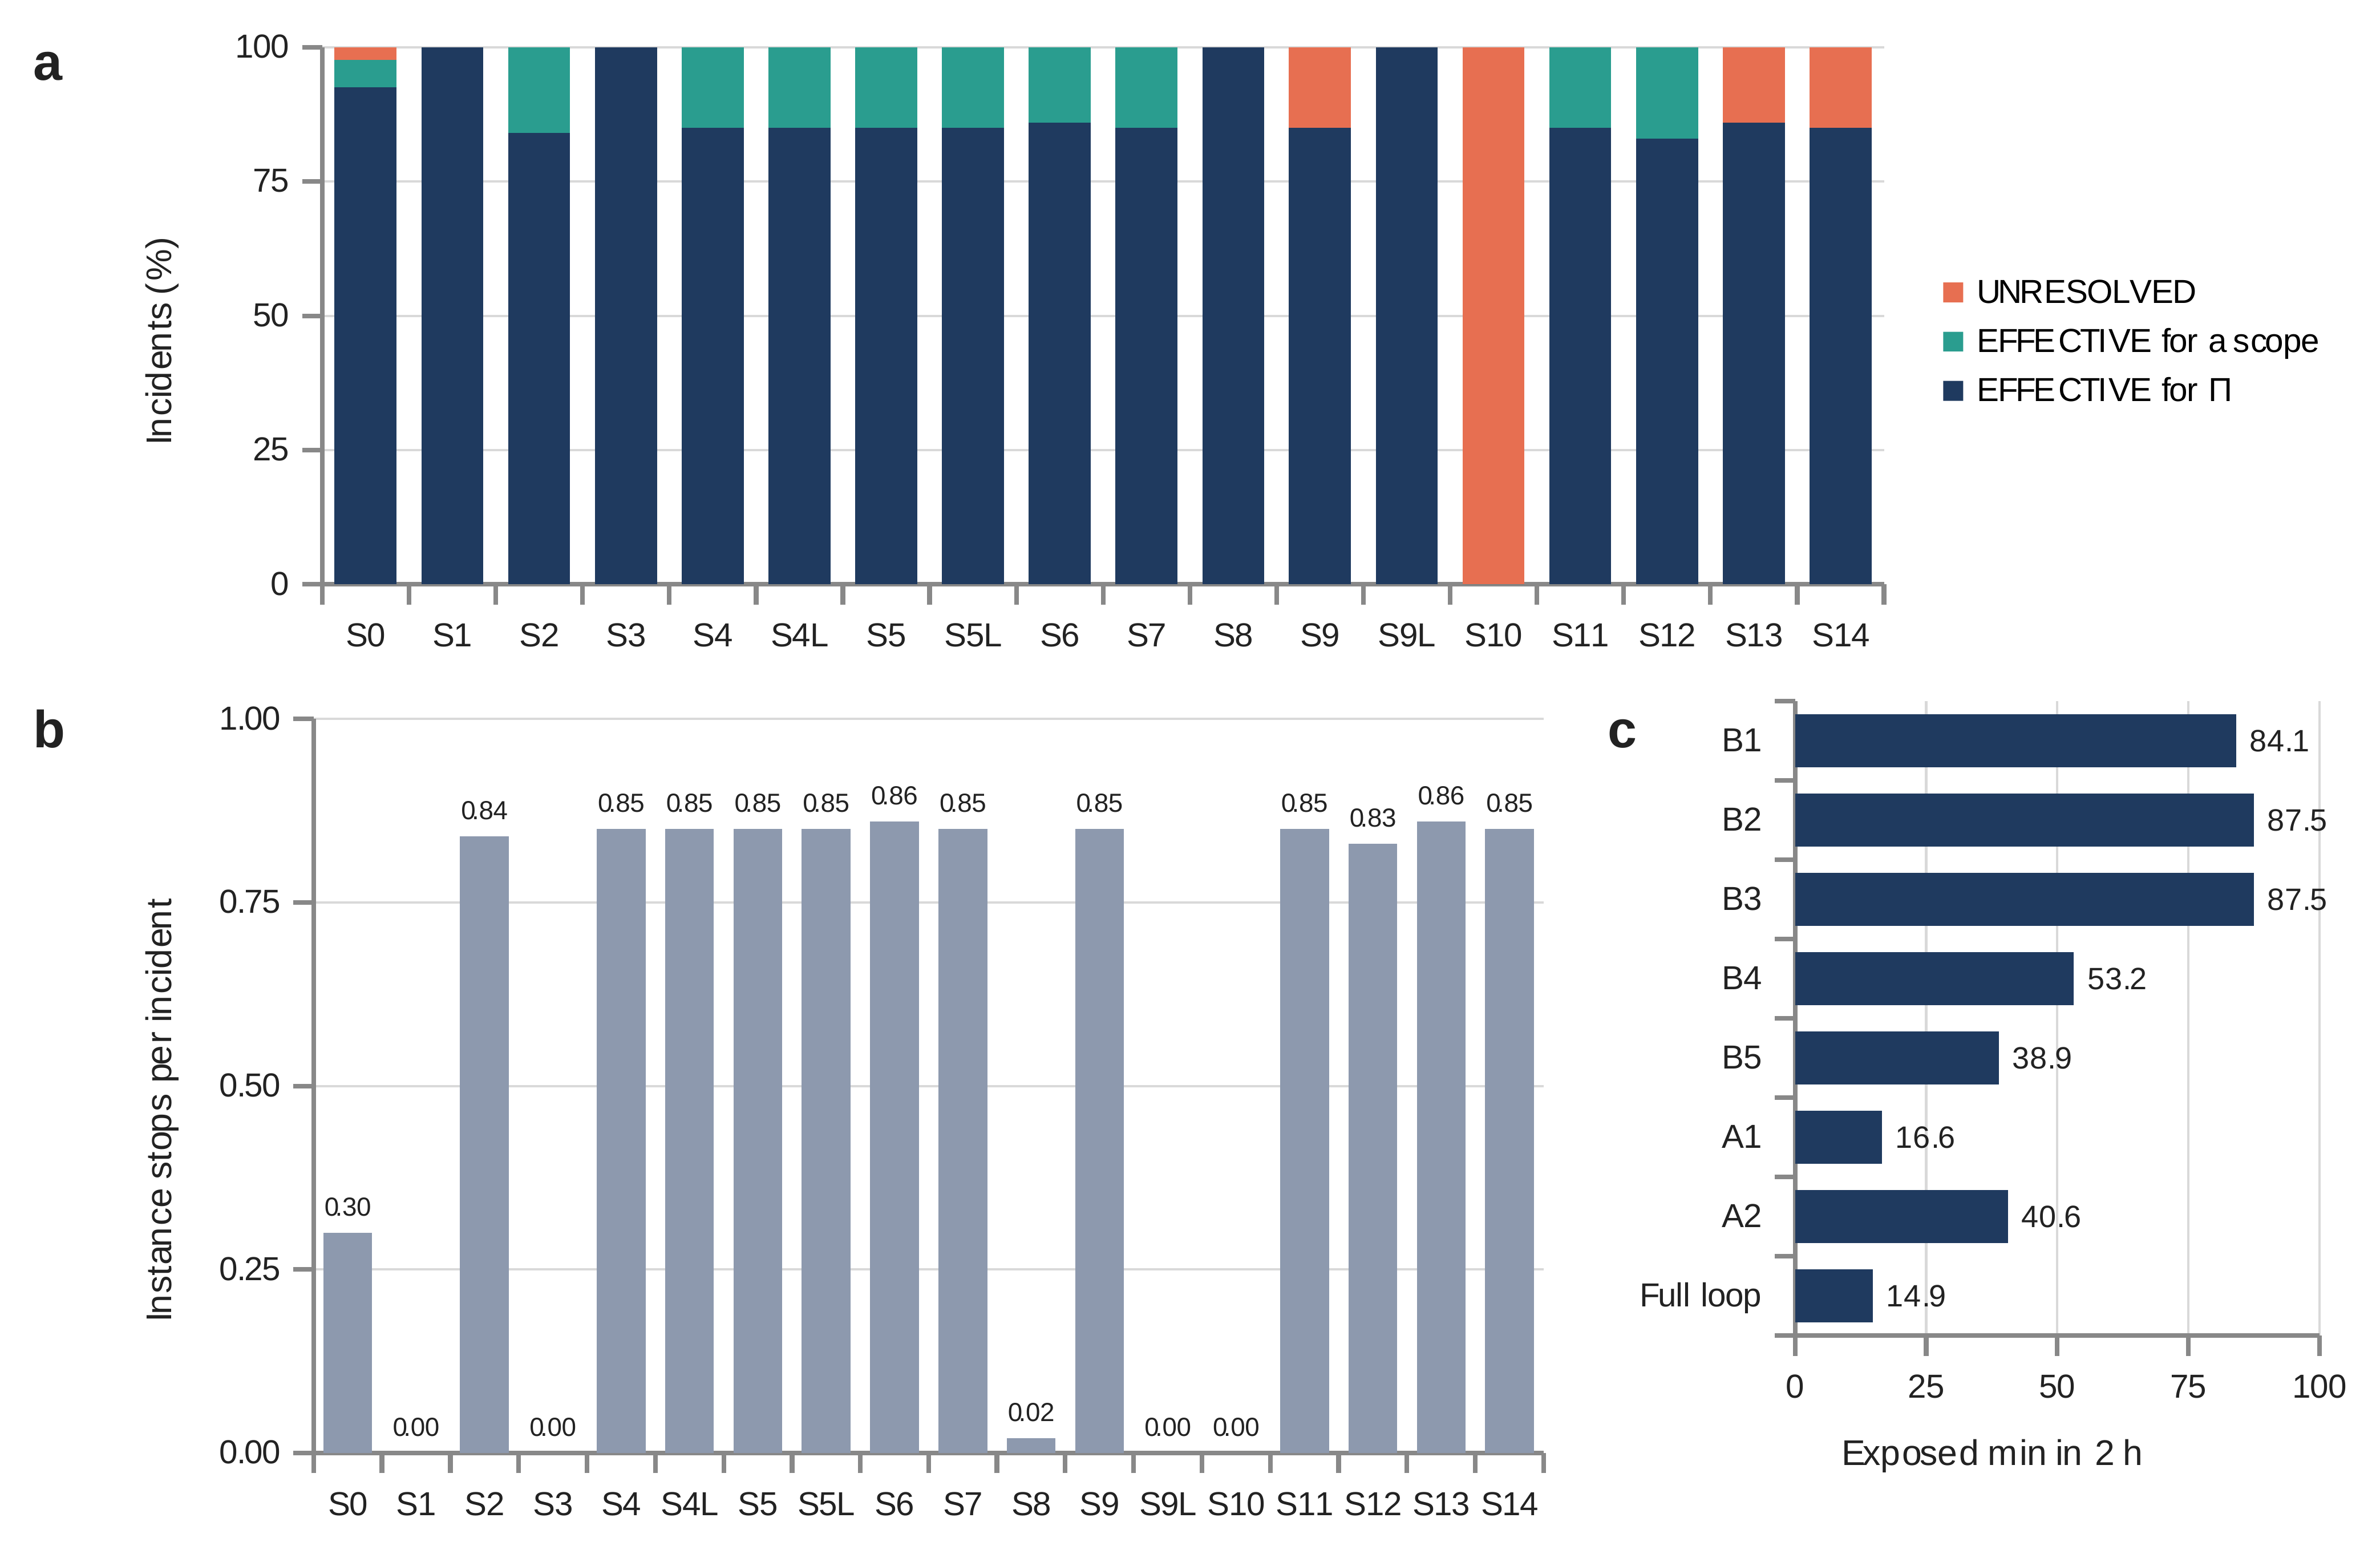 a
Incidents (%)
100
75
50
25
0
S0 S1 S2 S3 S4 S4L S5 S5L S6 S7 S8 S9 S9L S10 S11 S12 S13 S14
UNRESOLVED
EFFECTIVE for a scope
EFFECTIVE for Π
b
Instance stops per incident
1.00
0.75
0.50
0.25
0.00
0.30 0.00 0.84 0.00 0.85 0.85 0.85 0.85 0.86 0.85 0.02 0.85 0.00 0.00 0.85 0.83 0.86 0.85
S0 S1 S2 S3 S4 S4L S5 S5L S6 S7 S8 S9 S9L S10 S11 S12 S13 S14
c
B1 84.1
B2 87.5
B3 87.5
B4 53.2
B5 38.9
A1 16.6
A2 40.6
Full loop 14.9
0 25 50 75 100
Exposed min in 2 h